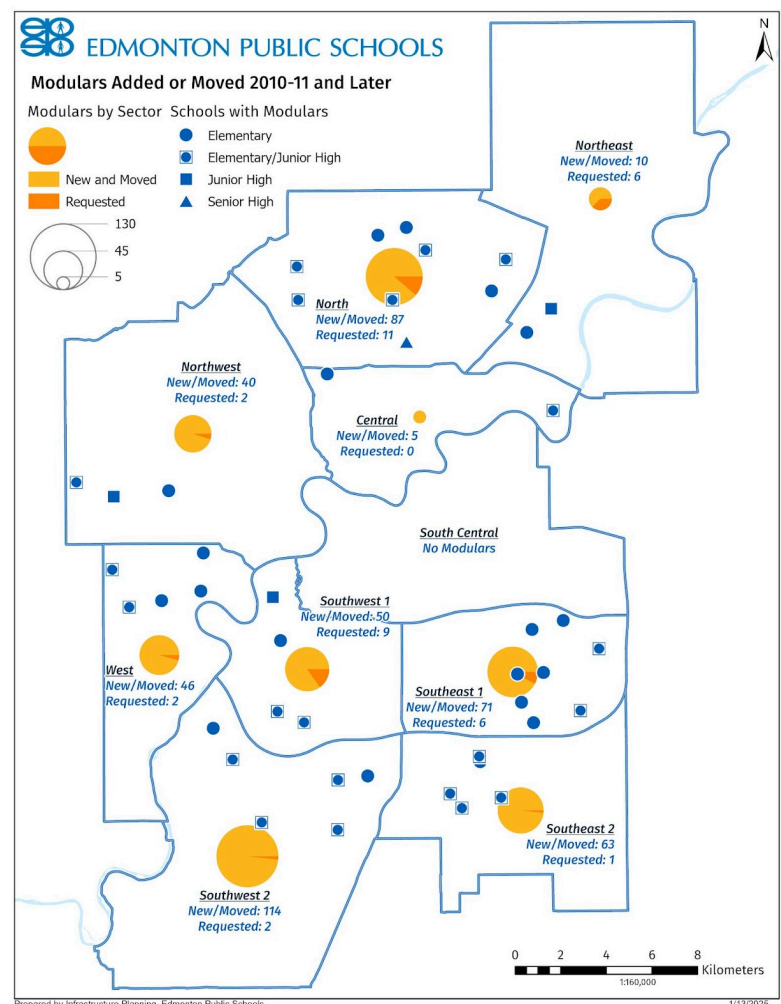 EDMONTON PUBLIC SCHOOLS
Modulars Added or Moved 2010-11 and Later
Modulars by Sector
New and Moved
Requested
130
45
5
Schools with Modulars
Elementary
Elementary/Junior High
Junior High
Senior High
N
Northeast
New/Moved: 10
Requested: 6
North
New/Moved: 87
Requested: 11
Northwest
New/Moved: 40
Requested: 2
Central
New/Moved: 5
Requested: 0
South Central
No Modulars
Southwest 1
New/Moved: 50
Requested: 9
West
New/Moved: 46
Requested: 2
Southeast 1
New/Moved: 71
Requested: 6
Southeast 2
New/Moved: 63
Requested: 1
Southwest 2
New/Moved: 114
Requested: 2
0 2 4 6 8
Kilometers
1:160,000
Prepared by Infrastructure Planning, Edmonton Public Schools
1/13/2025